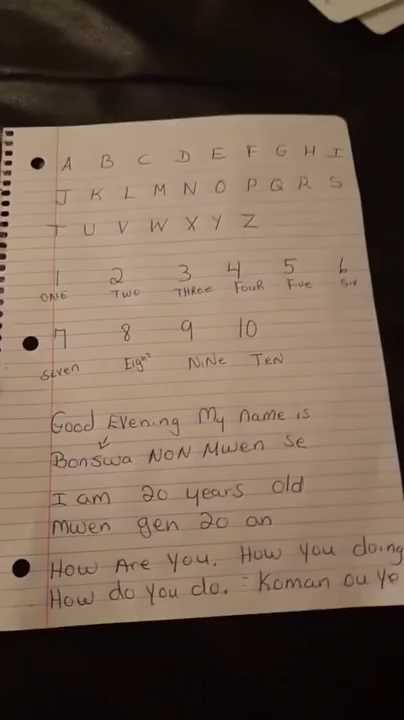 A B C D E F G H I
J K L M N O P Q R S
T U V W X Y Z
1 2 3 4 5 6
ONE TWO THREE FOUR FIVE SIX
7 8 9 10
SEVEN EIGHT NINE TEN
Good Evening My name is
Bonswa NON Mwen se
I am 20 years old
Mwen gen 20 an
How Are You. How you doing
How do you do. = Koman ou ye